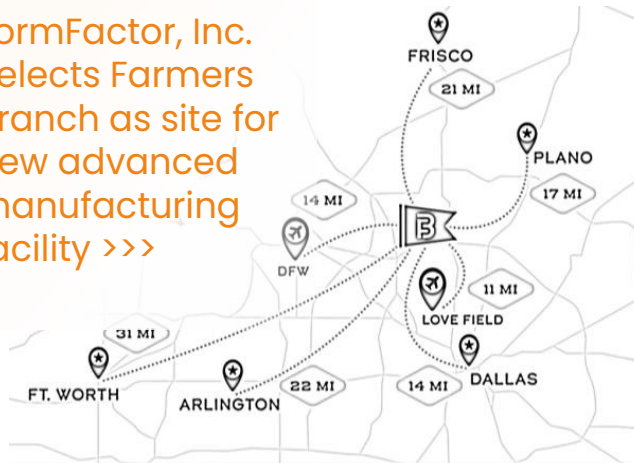 ormFactor, Inc.
elects Farmers
ranch as site for
ew advanced
nanufacturing
acility >>>
FRISCO
21 MI
PLANO
17 MI
14 MI
DFW
B
11 MI
LOVE FIELD
31 MI
FT. WORTH
ARLINGTON
22 MI
14 MI
DALLAS